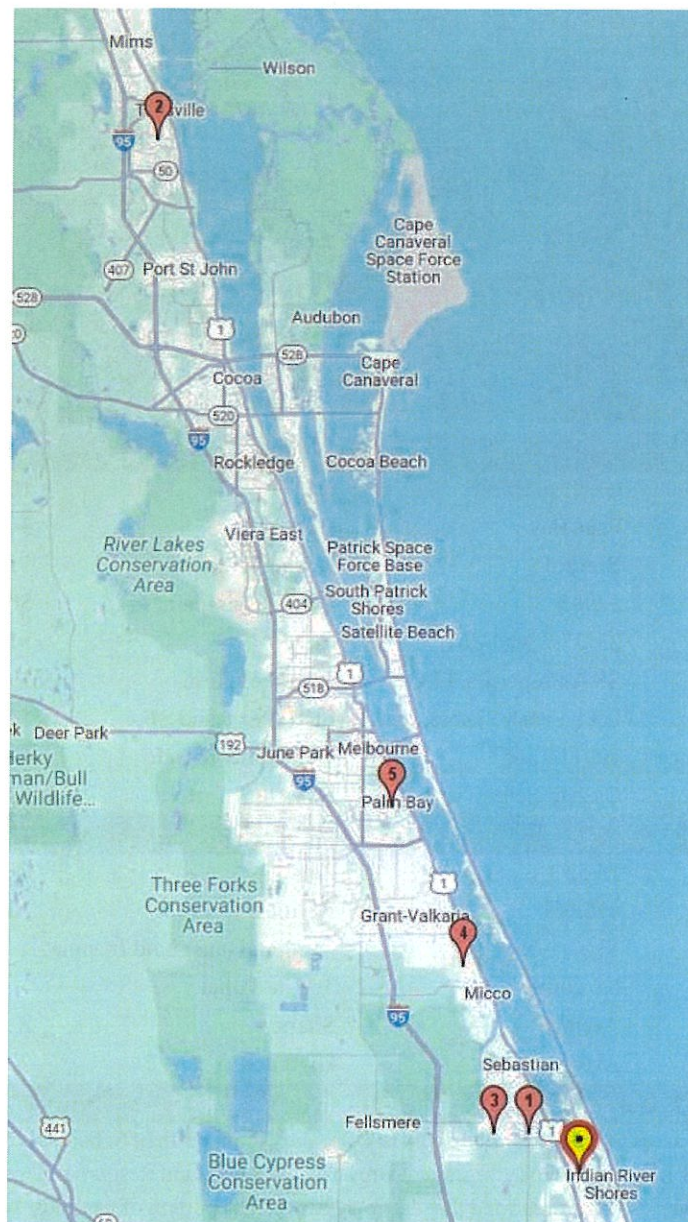 Mims
Wilson
2
95
50
Cape
Canaveral
Space Force
Station
407
Port St John
528
1
Audubon
528
Cape
Canaveral
Cocoa
520
95
Rockledge
Cocoa Beach
Viera East
River Lakes
Conservation
Area
Patrick Space
Force Base
404
South Patrick
Shores
Satellite Beach
1
518
Deer Park
192
June Park
Melbourne
95
5
Palm Bay
man/Bull
Wildlife...
Three Forks
Conservation
Area
1
Grant-Valkaria
4
Micco
95
Sebastian
3
1
Fellsmere
1
441
Blue Cypress
Conservation
Area
Indian River
Shores